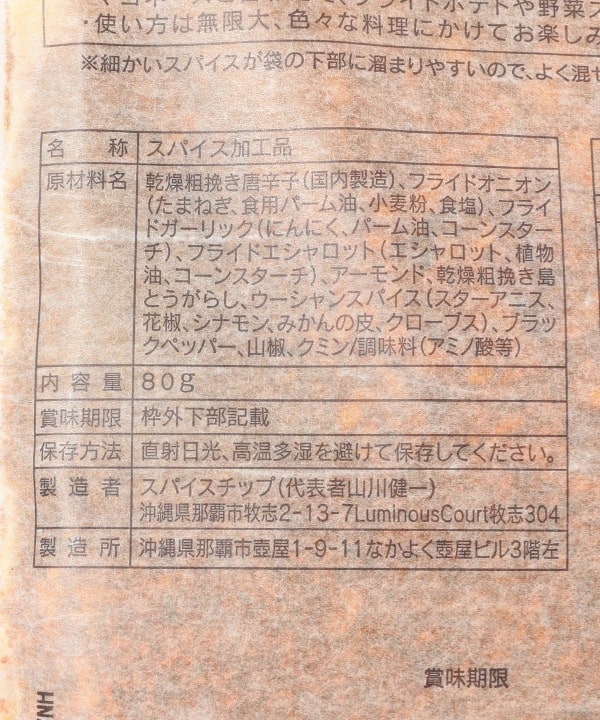 フライドポテトや野菜ス
・使い方は無限大、色々な料理にかけてお楽しみ
※細かいスパイスが袋の下部に溜まりやすいので、よく混ぜ
名称 スパイス加工品
原材料名 乾燥粗挽き唐辛子(国内製造)、フライドオニオン
(たまねぎ、食用パーム油、小麦粉、食塩)、フライ
ドガーリック(にんにく、パーム油、コーンスター
チ)、フライドエシャロット(エシャロット、植物
油、コーンスターチ)、アーモンド、乾燥粗挽き島
とうがらし、ウーシャンスパイス(スターアニス、
花椒、シナモン、みかんの皮、クローブス)、ブラッ
クペッパー、山椒、クミン/調味料(アミノ酸等)
内容量 80g
賞味期限 枠外下部記載
保存方法 直射日光、高温多湿を避けて保存してください。
製造者 スパイスチップ(代表者山川健一)
沖縄県那覇市牧志2-13-7LuminousCourt牧志304
製造所 沖縄県那覇市壺屋1-9-11なかよく壺屋ビル3階左
賞味期限